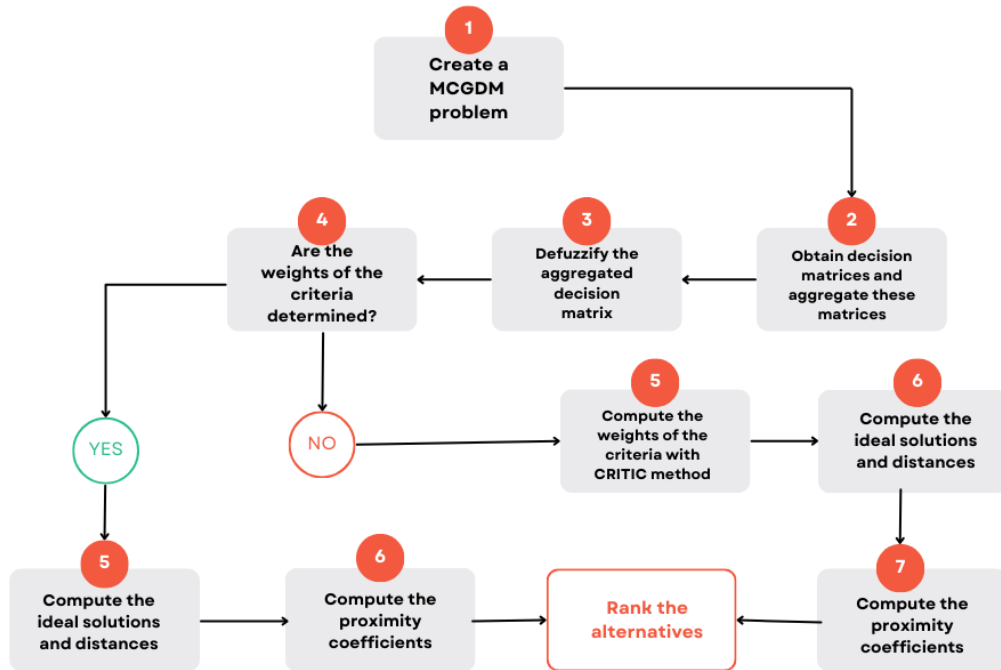 1
Create a
MCGDM
problem
2
Obtain decision
matrices and
aggregate these
matrices
3
Defuzzify the
aggregated
decision
matrix
4
Are the
weights of the
criteria
determined?
YES
5
Compute the
ideal solutions
and distances
6
Compute the
proximity
coefficients
NO
5
Compute the
weights of the
criteria with
CRITIC method
6
Compute the
ideal solutions
and distances
7
Compute the
proximity
coefficients
Rank the
alternatives